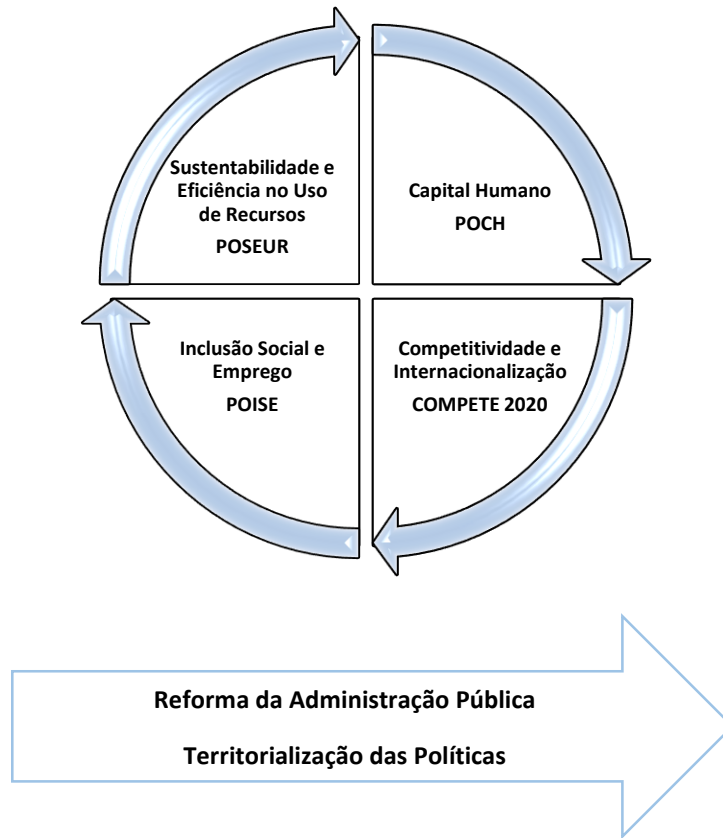 Sustentabilidade e
Eficiência no Uso
de Recursos
POSEUR
Capital Humano
POCH
Inclusão Social e
Emprego
POISE
Competitividade e
Internacionalização
COMPETE 2020
Reforma da Administração Pública
Territorialização das Políticas